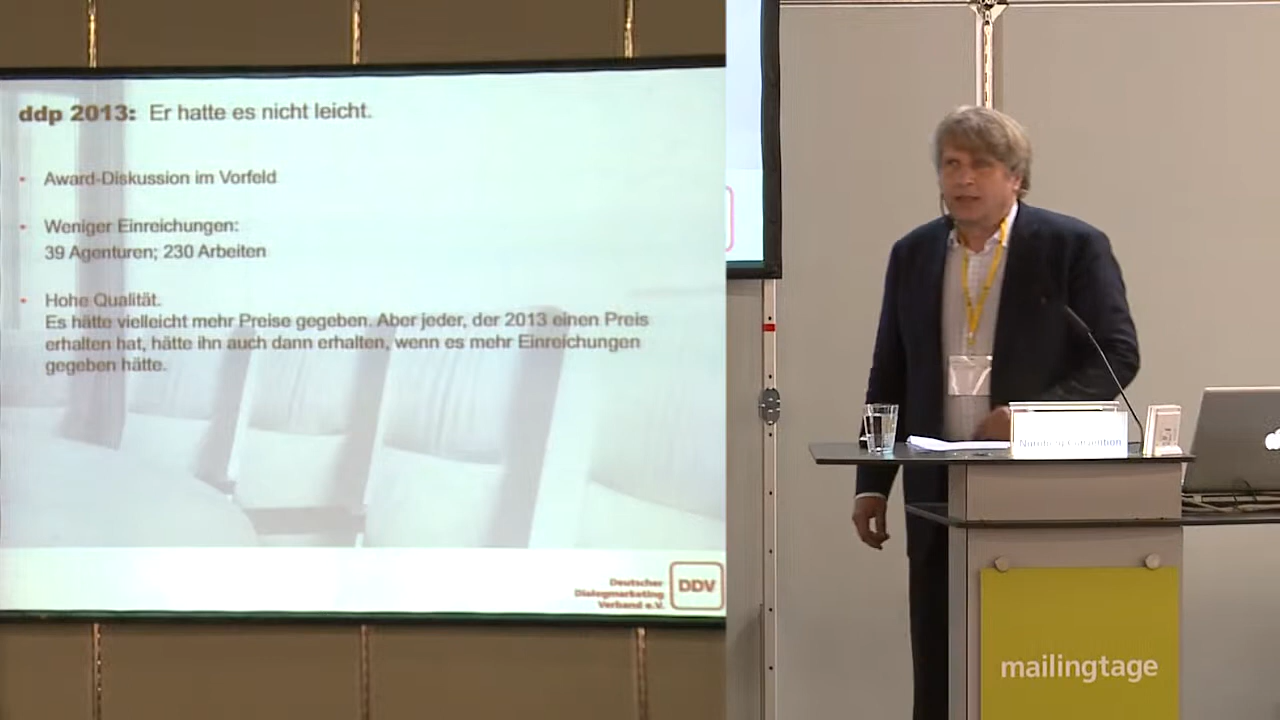 ddp 2013: Er hatte es nicht leicht.
• Award-Diskussion im Vorfeld
• Weniger Einreichungen:
39 Agenturen; 230 Arbeiten
• Hohe Qualität.
Es hätte vielleicht mehr Preise gegeben. Aber jeder, der 2013 einen Preis
erhalten hat, hätte ihn auch dann erhalten, wenn es mehr Einreichungen
gegeben hätte.
Deutscher
Dialogmarketing
Verband e.V.
DDV
mailingtage